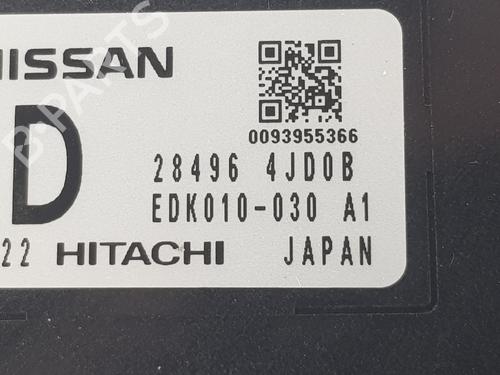 NISSAN
0093955366
D
28496 4JD0B
EDK010-030 A1
22 HITACHI JAPAN